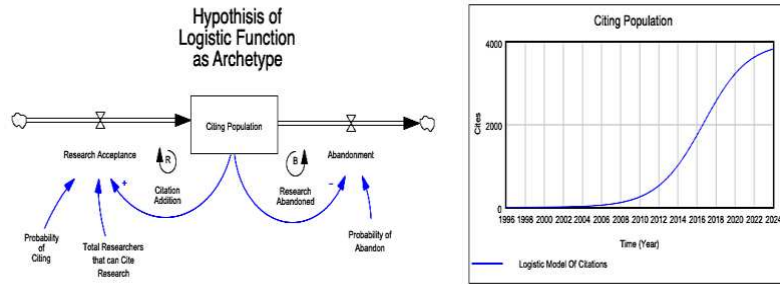 Hypothisis of
Logistic Function
as Archetype
Citing Population
Research Acceptance
R
B
Abandonment
+
Citation
Addition
Research
Abandoned
-
Probability
of
Citing
Total Researchers
that can Cite
Research
Probability of
Abandon
Citing Population
4000
2000
0
Cites
1996 1998 2000 2002 2004 2006 2008 2010 2012 2014 2016 2018 2020 2022 2024
Time (Year)
Logistic Model Of Citations